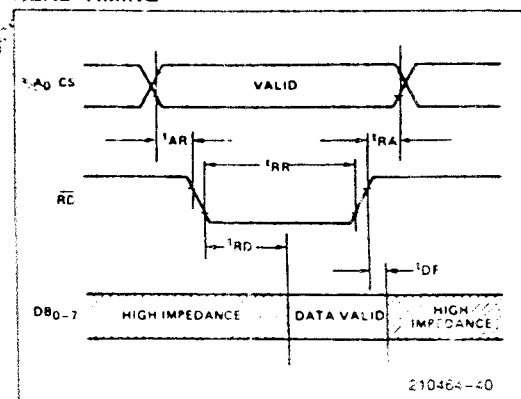 A₀ CS
VALID
tAR
tRA
tRR
RD
tRD
tDF
DB₀₋₇
HIGH IMPEDANCE
DATA VALID
HIGH
IMPEDANCE
210464-40